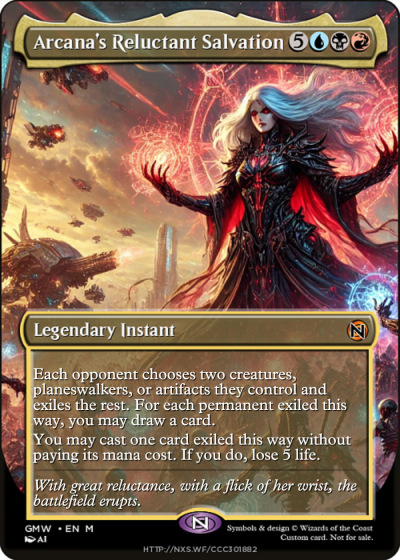 Arcana's Reluctant Salvation 5
Legendary Instant
Each opponent chooses two creatures,
planeswalkers, or artifacts they control and
exiles the rest. For each permanent exiled this
way, you may draw a card.
You may cast one card exiled this way without
paying its mana cost. If you do, lose 5 life.
With great reluctance, with a flick of her wrist, the
battlefield erupts.
GMW • EN M
AI
N
Symbols & design © Wizards of the Coast
Custom card. Not for sale.
HTTP://NXS.WF/CCC301882